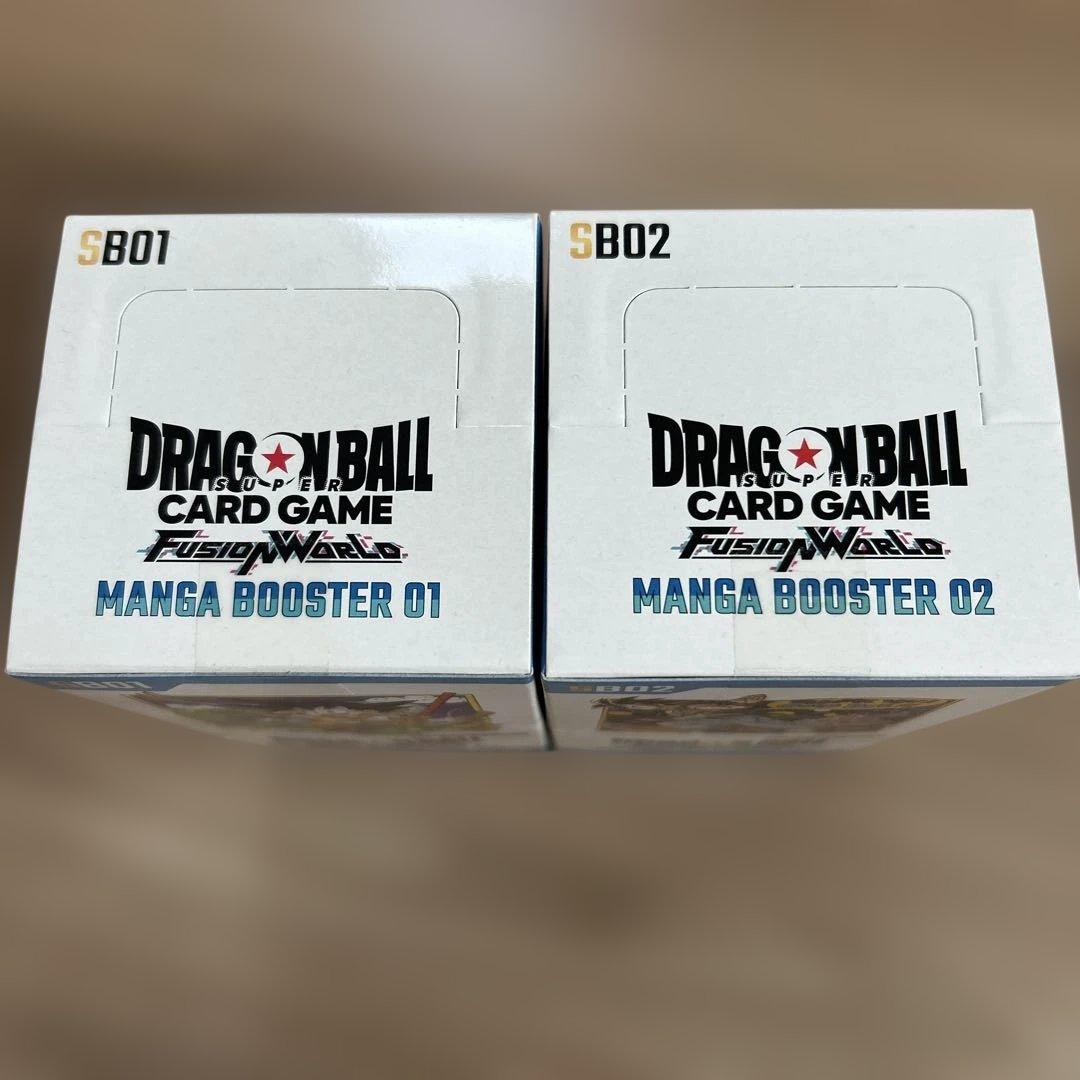 SB01
DRAGON BALL
SUPER
CARD GAME
FUSION WORLD
MANGA BOOSTER 01
SB01
SB02
DRAGON BALL
SUPER
CARD GAME
FUSION WORLD
MANGA BOOSTER 02
SB02